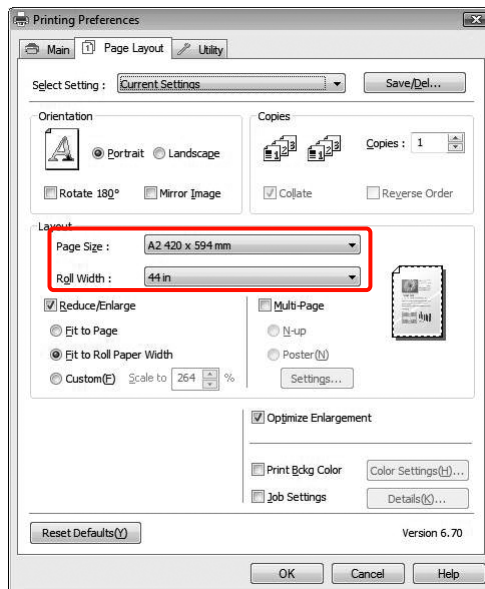 Printing Preferences
Main
Page Layout
Utility
Select Setting :
Current Settings
Save/Del...
Orientation
Copies
A
Portrait
Landscape
Copies :
1
Rotate 180°
Mirror Image
Collate
Reverse Order
Layout
Page Size :
A2 420 x 594 mm
Roll Width :
44 in
Reduce/Enlarge
Multi-Page
Fit to Page
N-up
Fit to Roll Paper Width
Poster(N)
Custom(F)
Scale to
264
%
Settings...
Optimize Enlargement
Print Bckg Color
Color Settings(H)...
Job Settings
Details(K)...
Reset Defaults(Y)
Version 6.70
OK
Cancel
Help